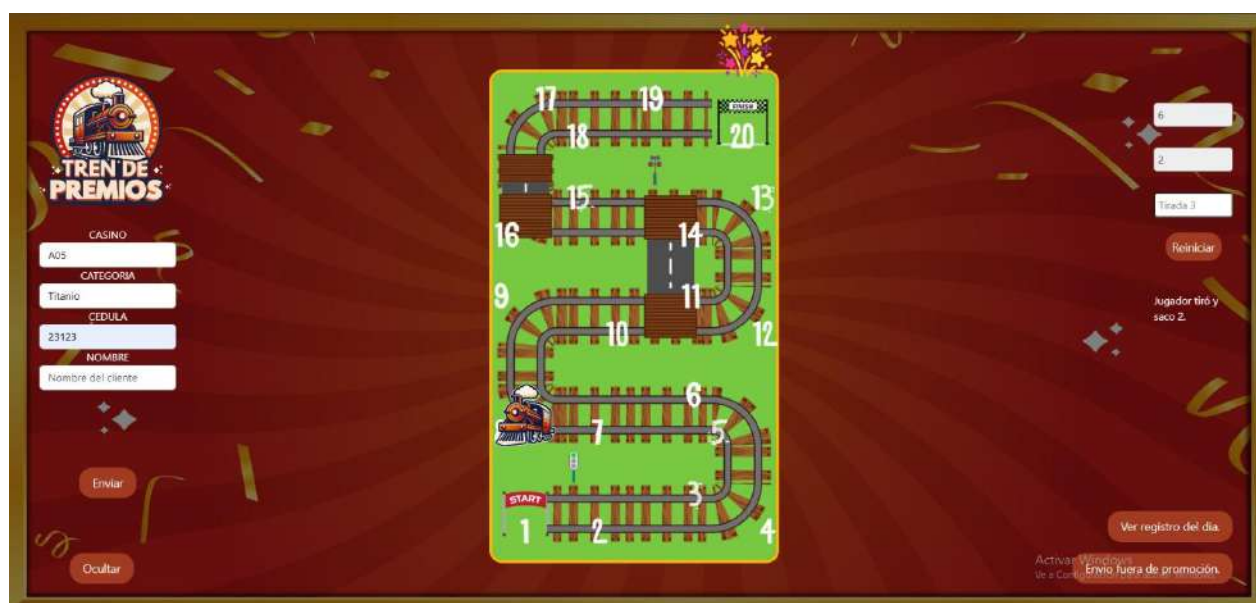 TREN DE
PREMIOS
CASINO
A05
CATEGORIA
Titanio
CEDULA
23123
NOMBRE
Nombre del cliente
Enviar
Ocultar
17
19
FINISH
18
20
15
13
16
14
9
11
10
12
6
7
5
START
3
1
2
4
6
2
Tirada 3
Reiniciar
Jugador tiró y
saco 2.
Ver registro del dia.
Activar Windows
Envio fuera de promoción.